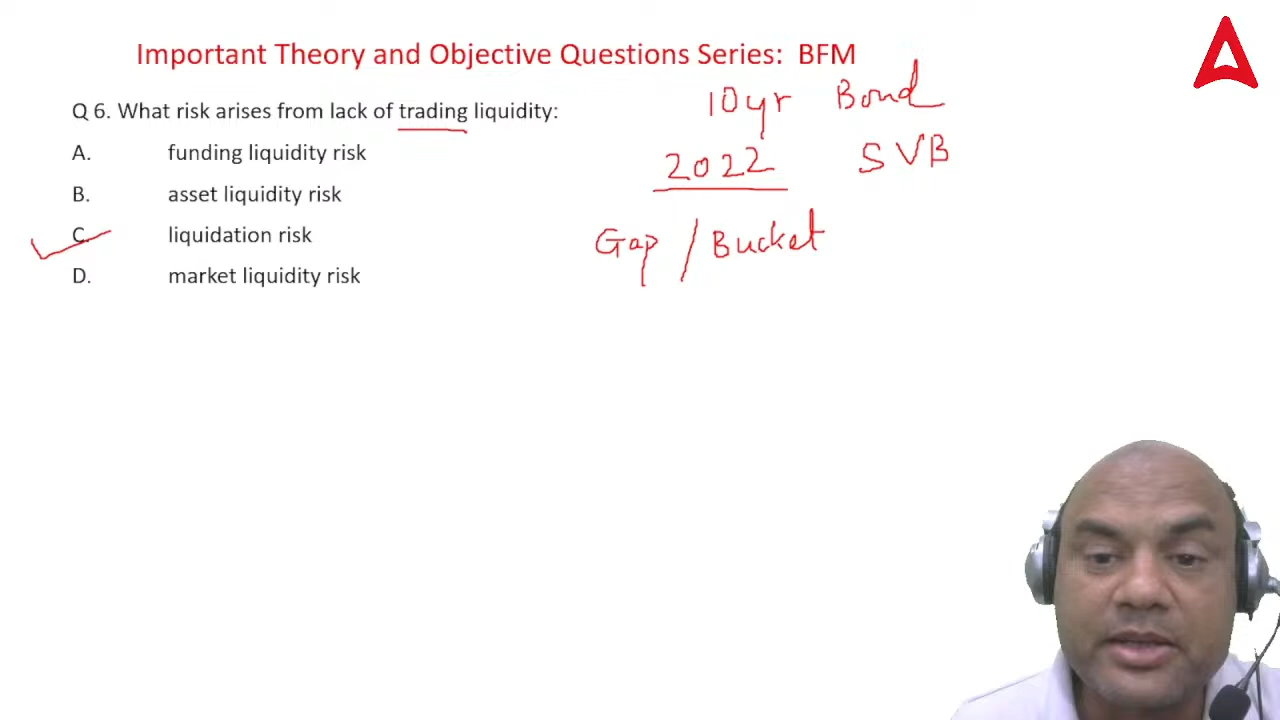 Important Theory and Objective Questions Series: BFM
Q 6. What risk arises from lack of trading liquidity:
A. funding liquidity risk
B. asset liquidity risk
C. liquidation risk
D. market liquidity risk
10yr Bond
2022 SVB
Gap / Bucket